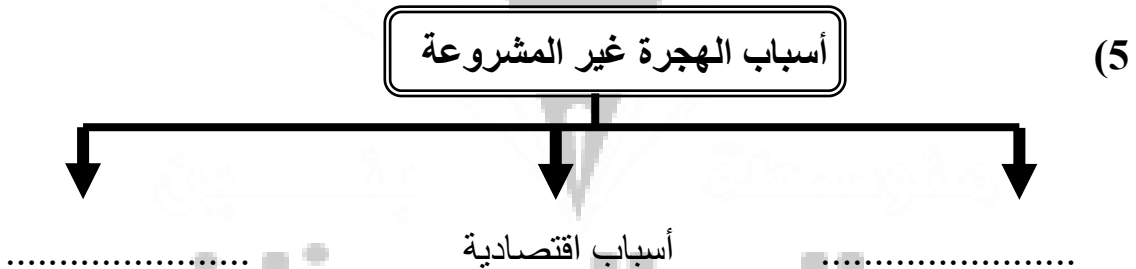 5) أسباب الهجرة غير المشروعة
........................ أسباب اقتصادية .......................